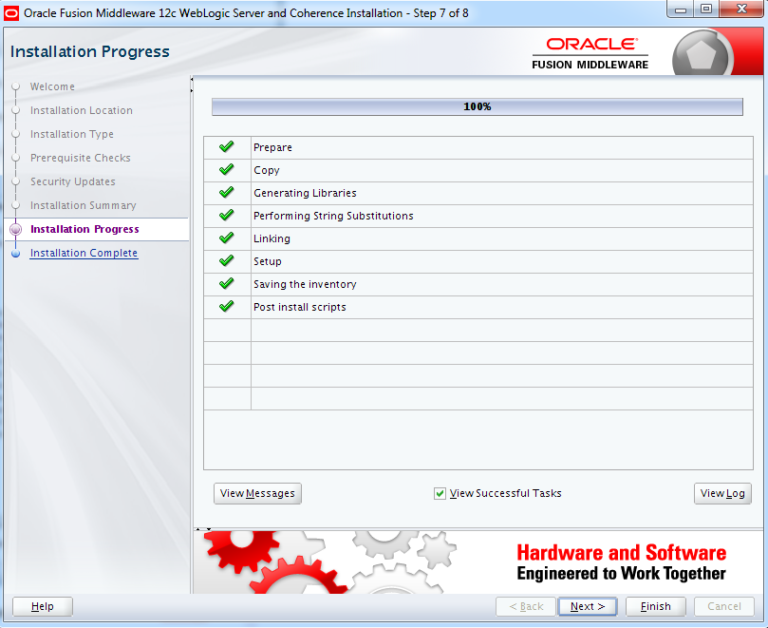 Oracle Fusion Middleware 12c WebLogic Server and Coherence Installation - Step 7 of 8
Installation Progress
ORACLE
FUSION MIDDLEWARE
Welcome
Installation Location
Installation Type
Prerequisite Checks
Security Updates
Installation Summary
Installation Progress
Installation Complete
100%
Prepare
Copy
Generating Libraries
Performing String Substitutions
Linking
Setup
Saving the inventory
Post install scripts
View Messages
View Successful Tasks
View Log
Hardware and Software
Engineered to Work Together
Help
< Back
Next >
Finish
Cancel